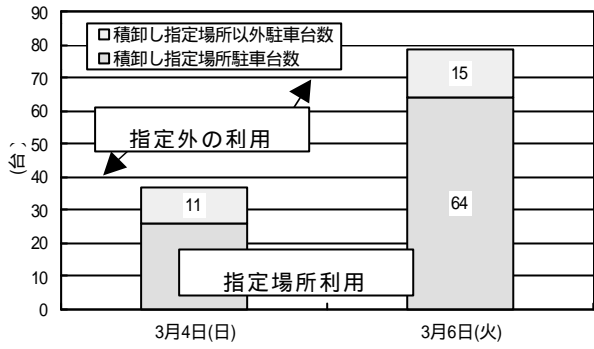 90
80
70
60
50
40
30
20
10
0
(台)
積卸し指定場所以外駐車台数
積卸し指定場所駐車台数
指定外の利用
15
11
64
指定場所利用
3月4日(日)
3月6日(火)